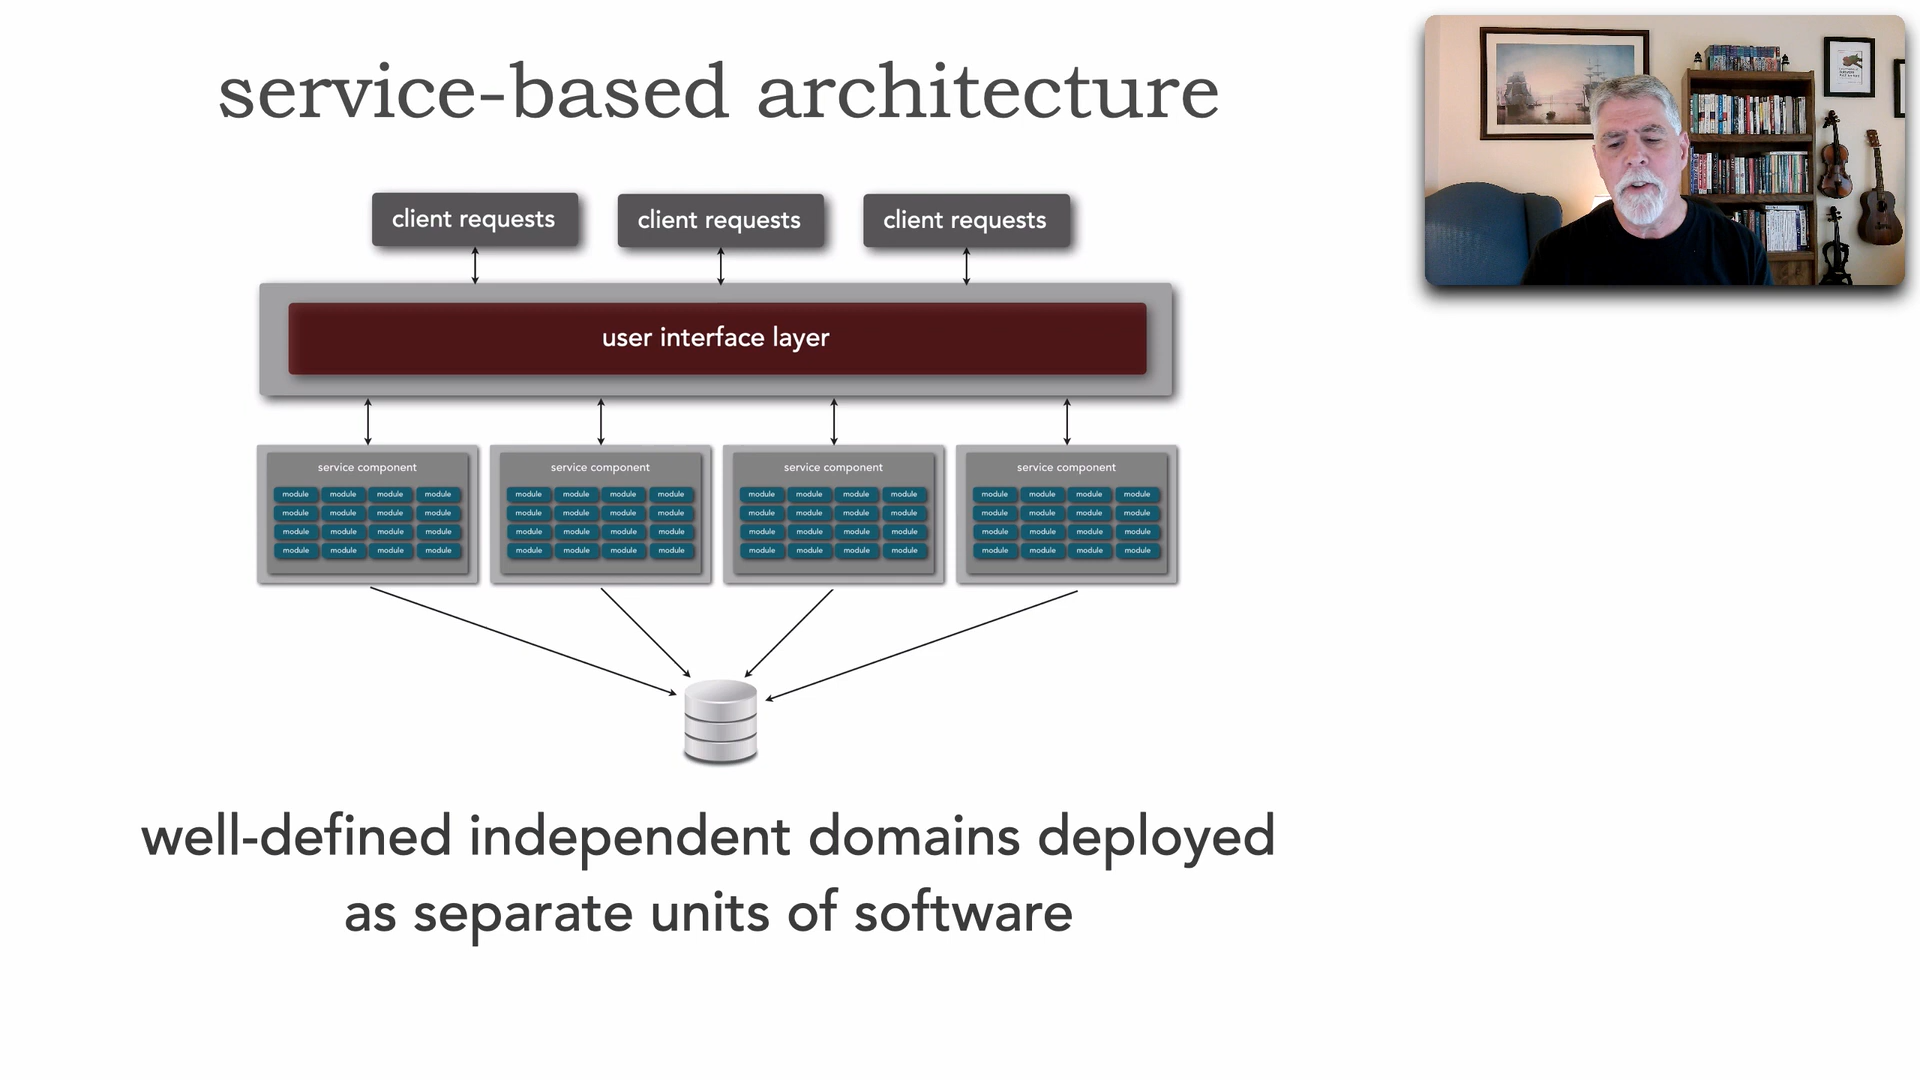 service-based architecture
client requests client requests client requests
user interface layer
service component service component service component service component
module module module module module module module module module module module module module module module module
module module module module module module module module module module module module module module module module
module module module module module module module module module module module module module module module module
module module module module module module module module module module module module module module module module
well-defined independent domains deployed
as separate units of software